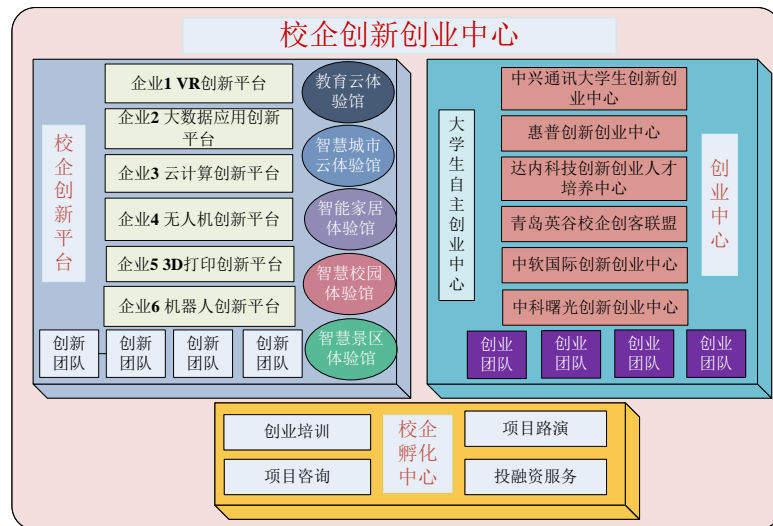 校企创新创业中心
校企创新平台
企业1 VR创新平台
企业2 大数据应用创新
平台
企业3 云计算创新平台
企业4 无人机创新平台
企业5 3D打印创新平台
企业6 机器人创新平台
教育云体
验馆
智慧城市
云体验馆
智能家居
体验馆
智慧校园
体验馆
智慧景区
体验馆
创新
团队
创新
团队
创新
团队
创新
团队
大学生自主创业中心
中兴通讯大学生创新创
业中心
惠普创新创业中心
达内科技创新创业人才
培养中心
青岛英谷校企创客联盟
中软国际创新创业中心
中科曙光创新创业中心
创业中心
创业
团队
创业
团队
创业
团队
创业
团队
创业培训
项目咨询
校企
孵化
中心
项目路演
投融资服务